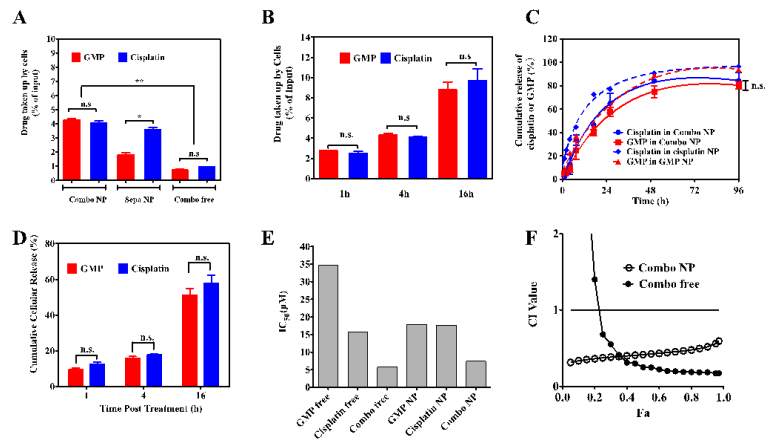 A
GMP
Cisplatin
Drug taken up by cells
(% of input)
10
8
6
4
2
0
n.s
**
*
n.s
Combo NP
Sepa NP
Combo free
B
GMP
Cisplatin
Drug taken up by Cells
(% of Input)
12
10
8
6
4
2
0
n.s.
n.s
n.s
1h
4h
16h
C
Cumulative release of
cisplatin or GMP (%)
120
100
80
60
40
20
0
n.s.
Cisplatin in Combo NP
GMP in Combo NP
Cisplatin in cisplatin NP
GMP in GMP NP
0
24
48
72
96
Time (h)
D
GMP
Cisplatin
Cumulative Cellular Release (%)
80
60
40
20
0
n.s.
n.s.
n.s.
1
4
16
Time Post Treatment (h)
E
IC50(μM)
40
35
30
25
20
15
10
5
0
GMP free
Cisplatin free
Combo free
GMP NP
Cisplatin NP
Combo NP
F
CI Value
2
1
0
Combo NP
Combo free
0.0
0.2
0.4
0.6
0.8
1.0
Fa